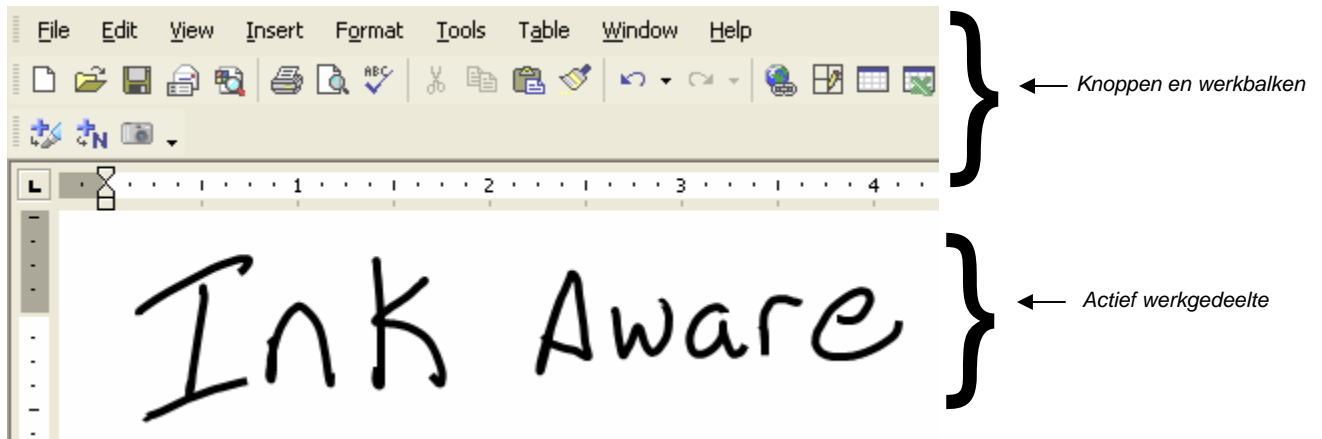 File Edit View Insert Format Tools Table Window Help
ABC
Knoppen en werkbalken
N
L 1 2 3 4
Ink Aware
Actief werkgedeelte